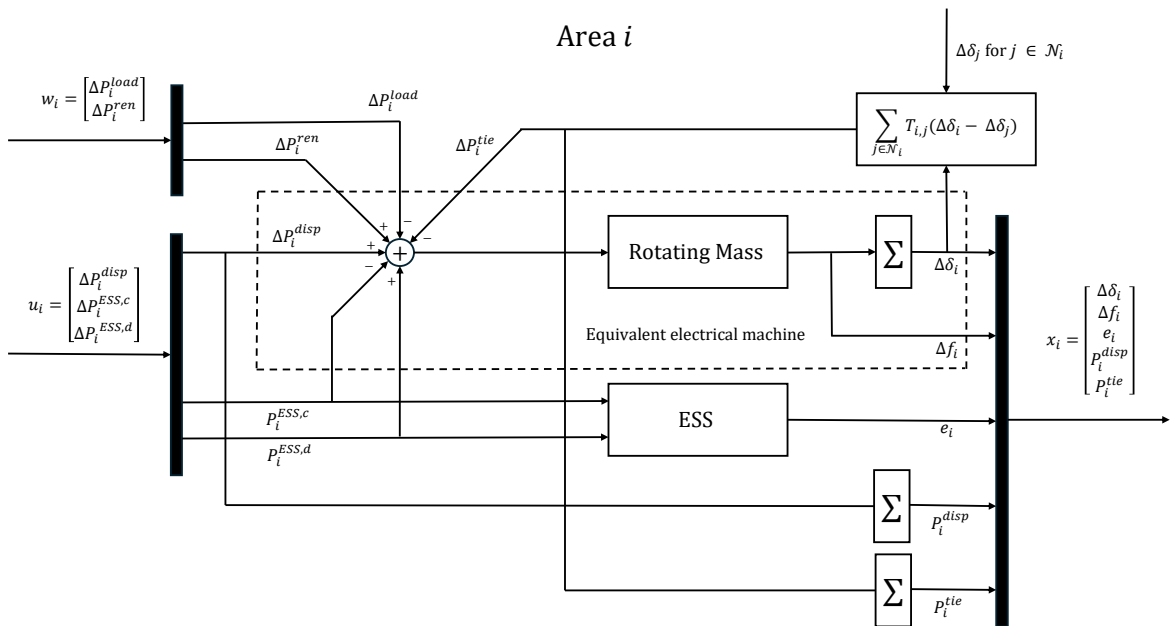 Area i
Δδ_j for j ∈ 𝒩_i
w_i = [ΔP_i^{load}
ΔP_i^{ren}]
ΔP_i^{load}
ΔP_i^{ren}
ΔP_i^{tie}
∑_{j∈𝒩_i} T_{i,j}(Δδ_i − Δδ_j)
ΔP_i^{disp}
+
−
−
+
−
+
+
Rotating Mass
∑
Δδ_i
u_i = [ΔP_i^{disp}
ΔP_i^{ESS,c}
ΔP_i^{ESS,d}]
Equivalent electrical machine
Δf_i
x_i = [Δδ_i
Δf_i
e_i
P_i^{disp}
P_i^{tie}]
P_i^{ESS,c}
P_i^{ESS,d}
ESS
e_i
∑
P_i^{disp}
∑
P_i^{tie}